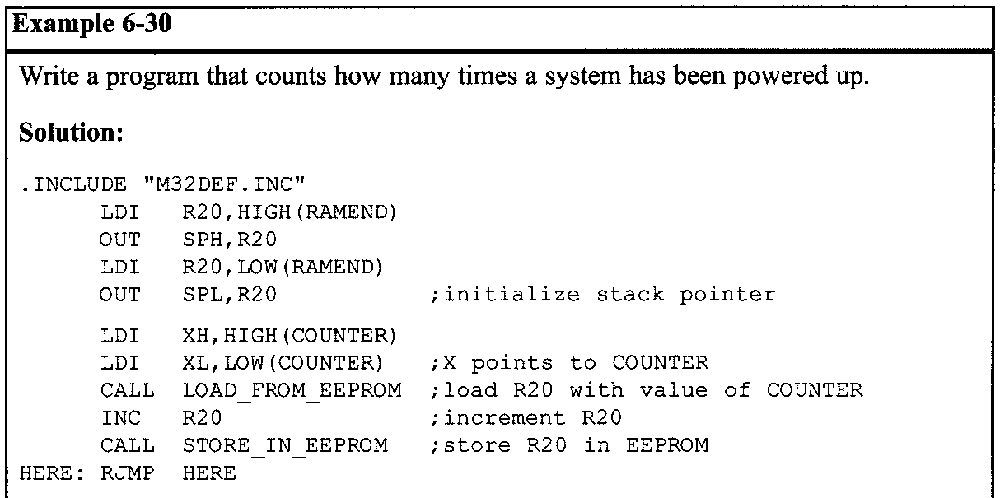 Example 6-30
Write a program that counts how many times a system has been powered up.
Solution:
.INCLUDE "M32DEF.INC"
LDI R20,HIGH(RAMEND)
OUT SPH,R20
LDI R20,LOW(RAMEND)
OUT SPL,R20 ;initialize stack pointer
LDI XH,HIGH(COUNTER)
LDI XL,LOW(COUNTER) ;X points to COUNTER
CALL LOAD_FROM_EEPROM ;load R20 with value of COUNTER
INC R20 ;increment R20
CALL STORE_IN_EEPROM ;store R20 in EEPROM
HERE: RJMP HERE